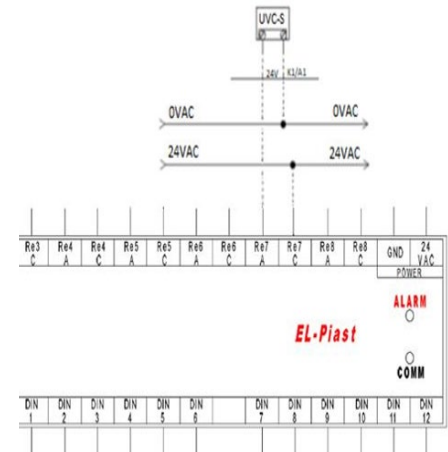 UVC-S
24V K1/A1
0VAC 0VAC
24VAC 24VAC
Re3 Re4 Re4 Re5 Re5 Re6 Re6 Re7 Re7 Re8 Re8 GND 24
C A C A C A C A C A C VAC
POWER
ALARM
EL-Piast
COMM
DIN DIN DIN DIN DIN DIN DIN DIN DIN DIN DIN DIN
1 2 3 4 5 6 7 8 9 10 11 12